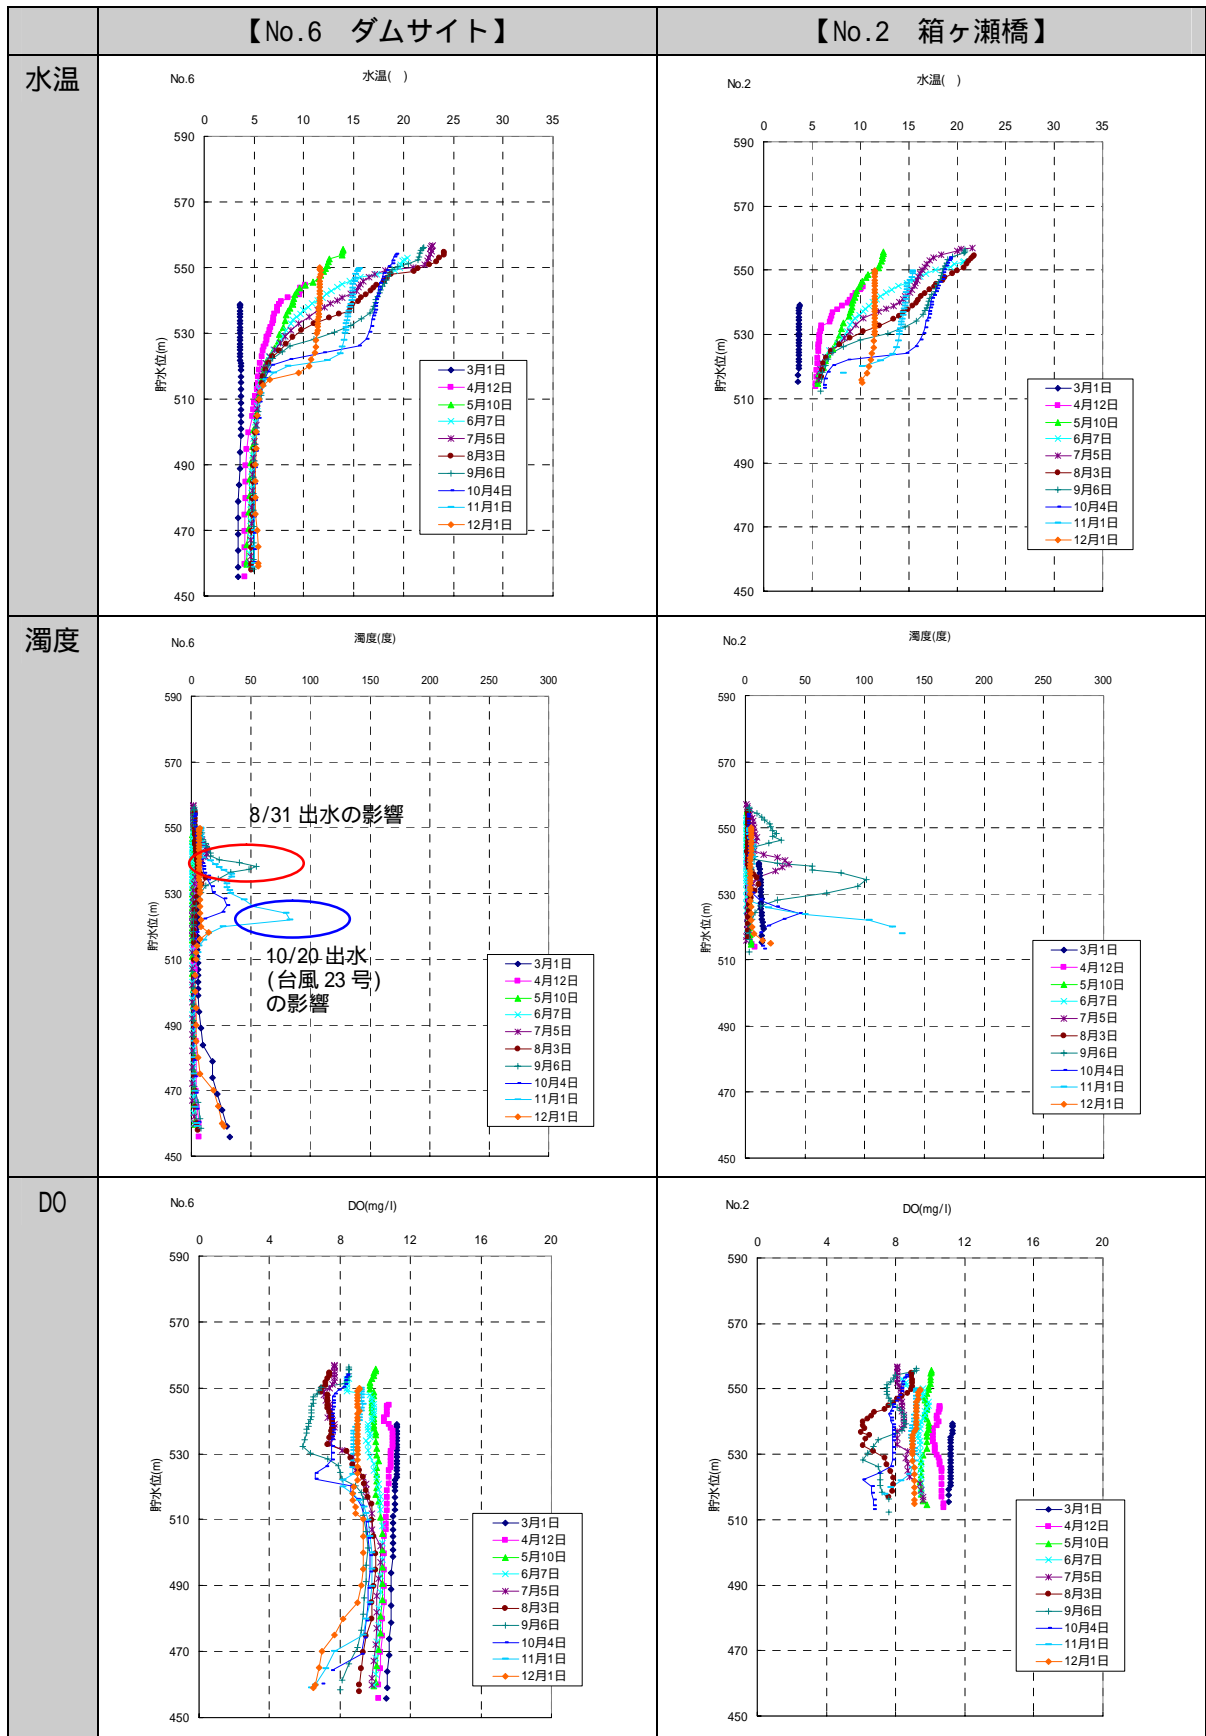 【No.6　ダムサイト】
【No.2　箱ヶ瀬橋】
水温
No.6
水温(　)
0 5 10 15 20 25 30 35
590
570
550
530
510
490
470
450
貯水位(m)
3月1日
4月12日
5月10日
6月7日
7月5日
8月3日
9月6日
10月4日
11月1日
12月1日
No.2
水温(　)
0 5 10 15 20 25 30 35
590
570
550
530
510
490
470
450
貯水位(m)
3月1日
4月12日
5月10日
6月7日
7月5日
8月3日
9月6日
10月4日
11月1日
12月1日
濁度
No.6
濁度(度)
0 50 100 150 200 250 300
590
570
550
530
510
490
470
450
貯水位(m)
8/31 出水の影響
10/20 出水
(台風 23 号)
の影響
3月1日
4月12日
5月10日
6月7日
7月5日
8月3日
9月6日
10月4日
11月1日
12月1日
No.2
濁度(度)
0 50 100 150 200 250 300
590
570
550
530
510
490
470
450
貯水位(m)
3月1日
4月12日
5月10日
6月7日
7月5日
8月3日
9月6日
10月4日
11月1日
12月1日
DO
No.6
DO(mg/l)
0 4 8 12 16 20
590
570
550
530
510
490
470
450
貯水位(m)
3月1日
4月12日
5月10日
6月7日
7月5日
8月3日
9月6日
10月4日
11月1日
12月1日
No.2
DO(mg/l)
0 4 8 12 16 20
590
570
550
530
510
490
470
450
貯水位(m)
3月1日
4月12日
5月10日
6月7日
7月5日
8月3日
9月6日
10月4日
11月1日
12月1日